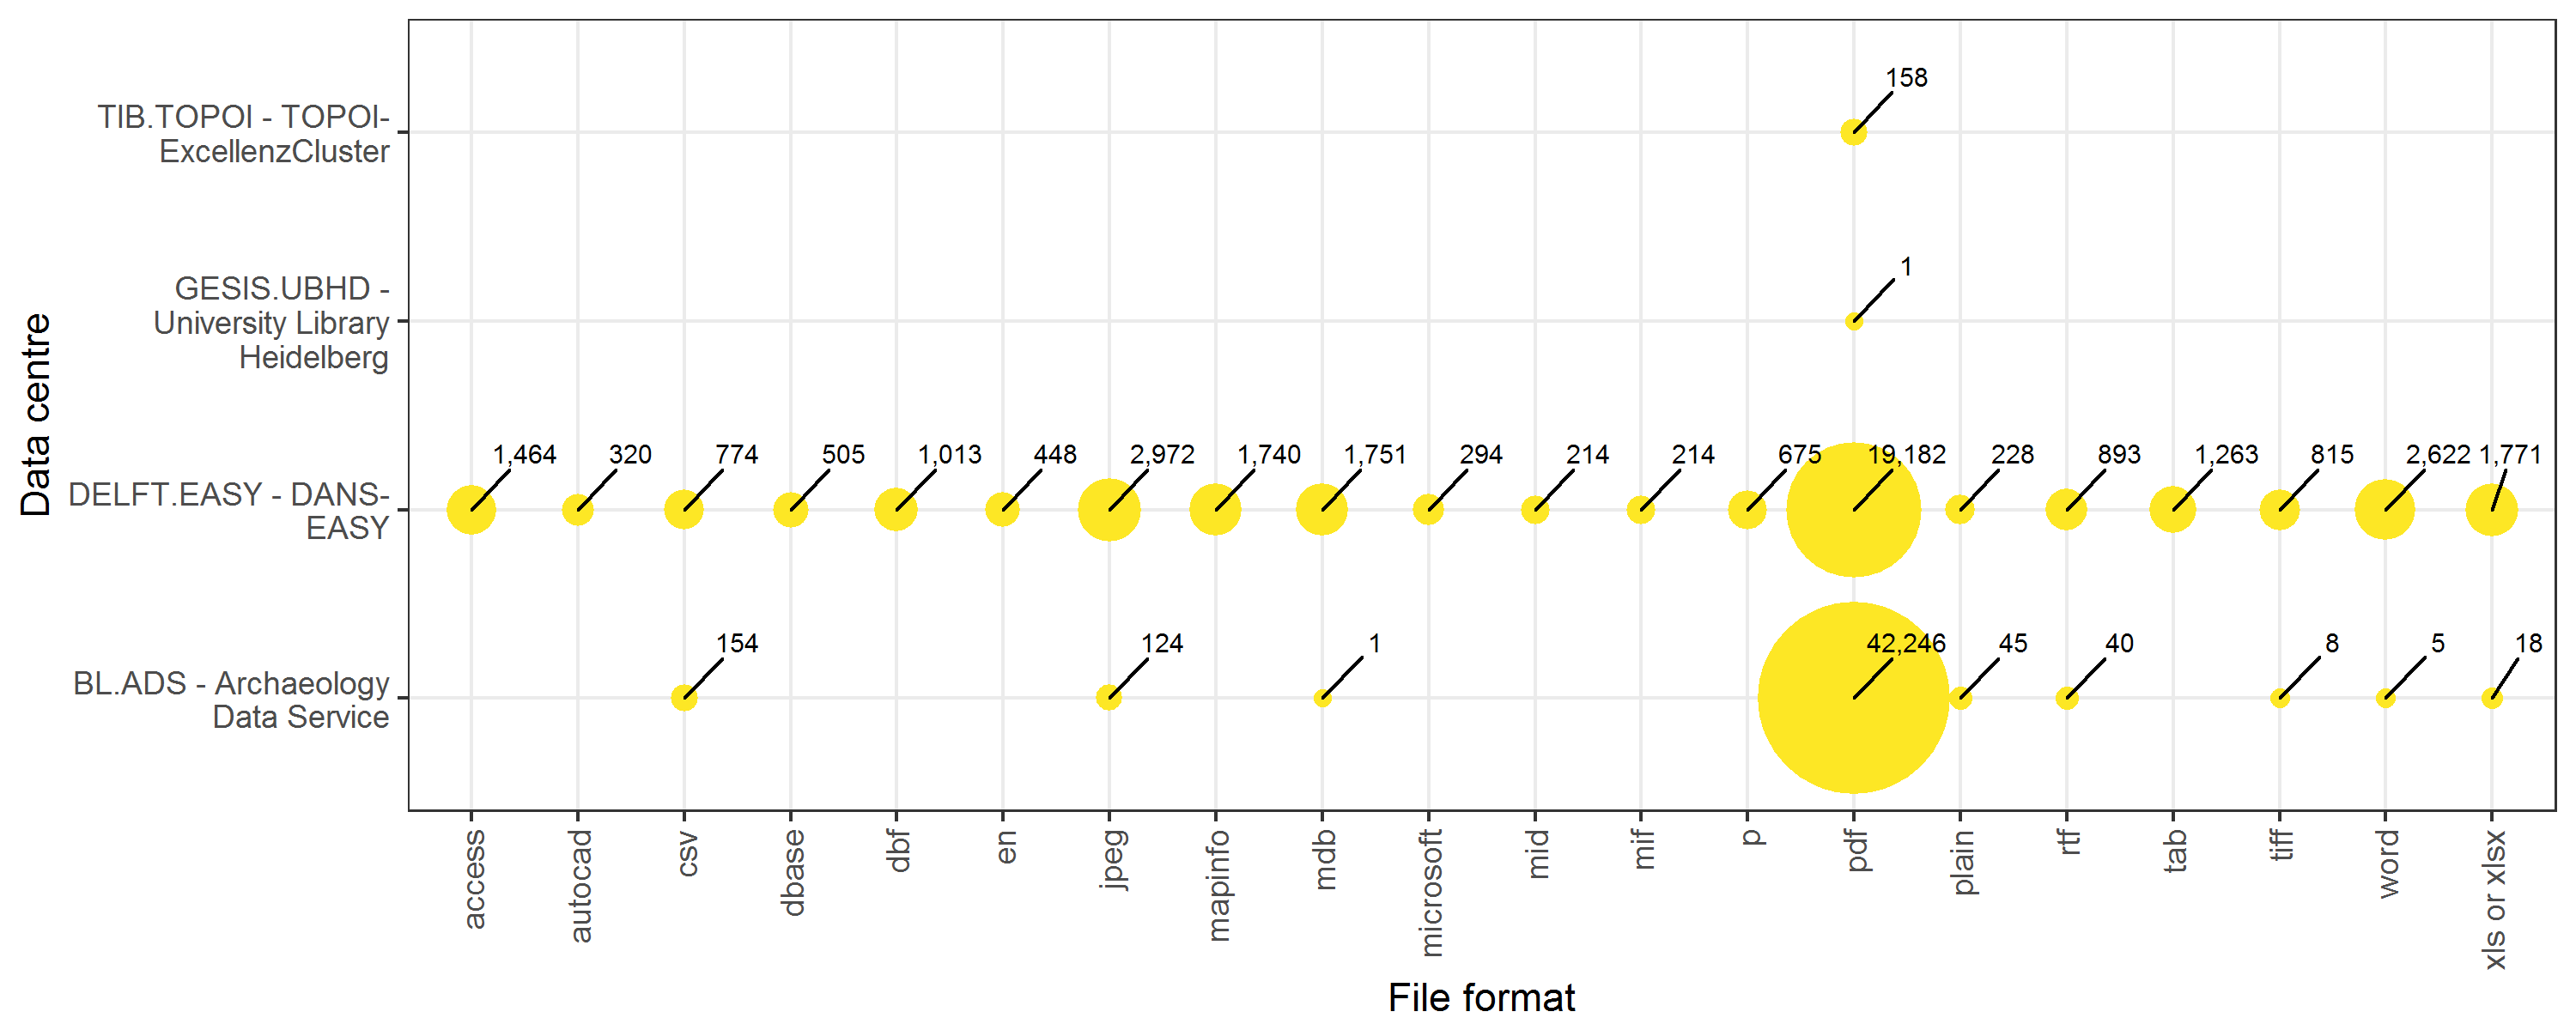 158
TIB.TOPOI - TOPOI-
ExcellenzCluster
1
GESIS.UBHD -
University Library
Heidelberg
Data centre
1,464 320 774 505 1,013 448 2,972 1,740 1,751 294 214 214 675 19,182 228 893 1,263 815 2,622 1,771
DELFT.EASY - DANS-
EASY
154 124 1 42,246 45 40 8 5 18
BL.ADS - Archaeology
Data Service
access
autocad
csv
dbase
dbf
en
jpeg
mapinfo
mdb
microsoft
mid
mif
p
pdf
plain
rtf
tab
tiff
word
xls or xlsx
File format